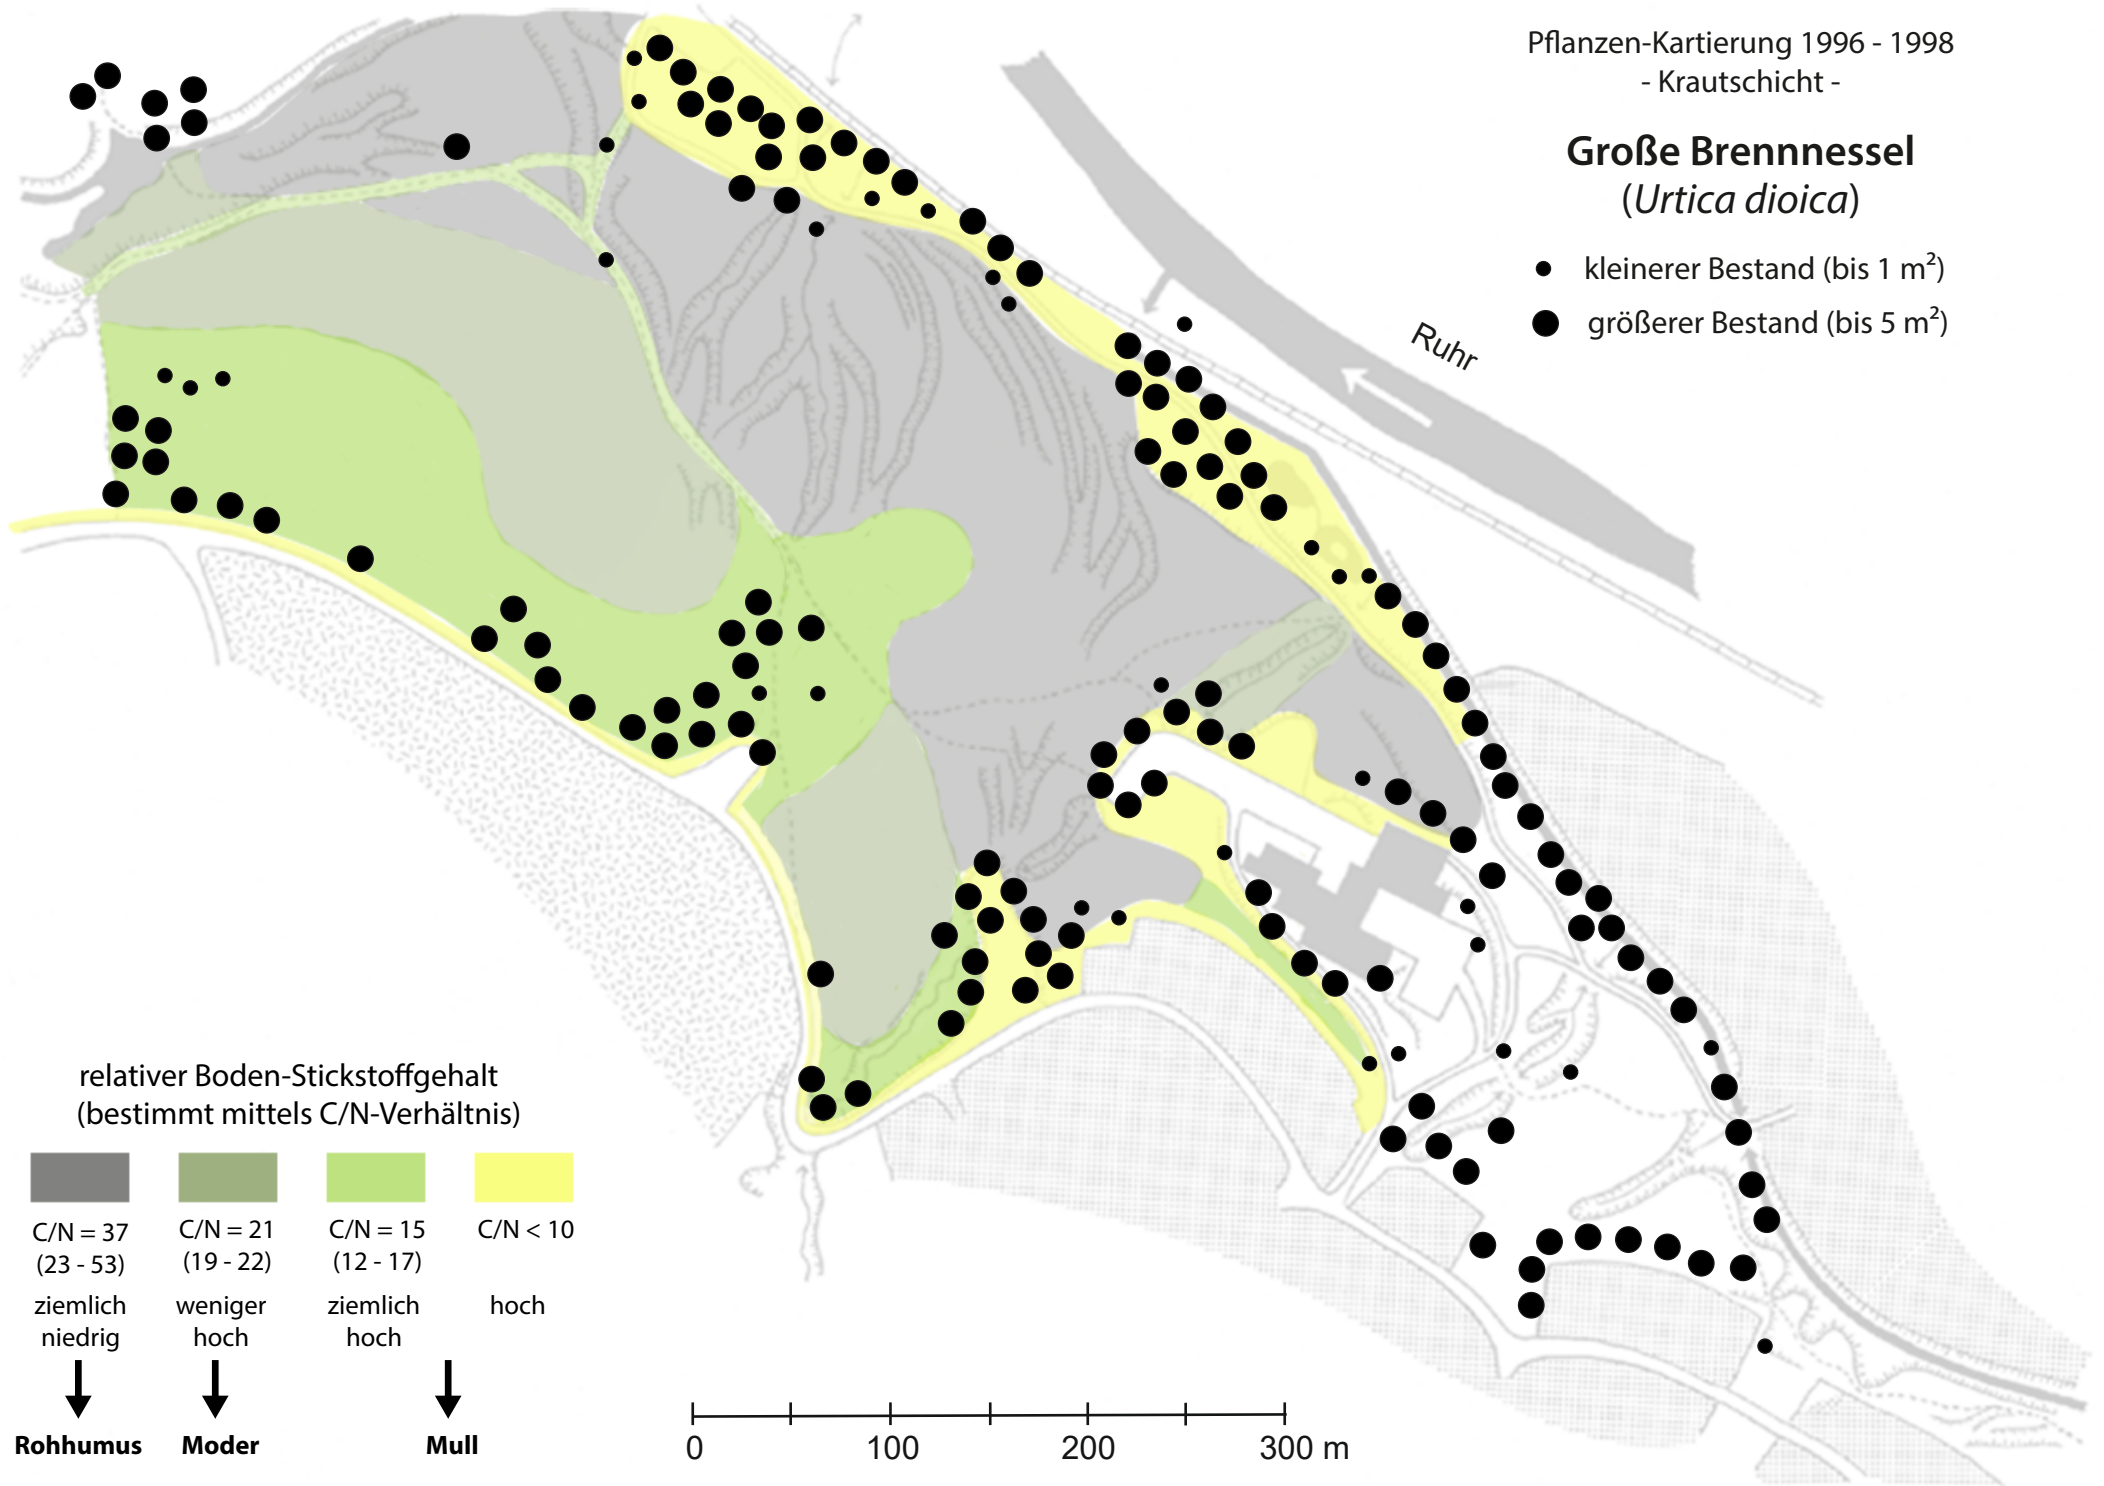 Pflanzen-Kartierung 1996 - 1998
- Krautschicht -
Große Brennnessel
(Urtica dioica)
kleinerer Bestand (bis 1 m²)
größerer Bestand (bis 5 m²)
Ruhr
relativer Boden-Stickstoffgehalt
(bestimmt mittels C/N-Verhältnis)
C/N = 37 C/N = 21 C/N = 15 C/N < 10
(23 - 53) (19 - 22) (12 - 17)
ziemlich weniger ziemlich hoch
niedrig hoch hoch
Rohhumus Moder Mull
0 100 200 300 m